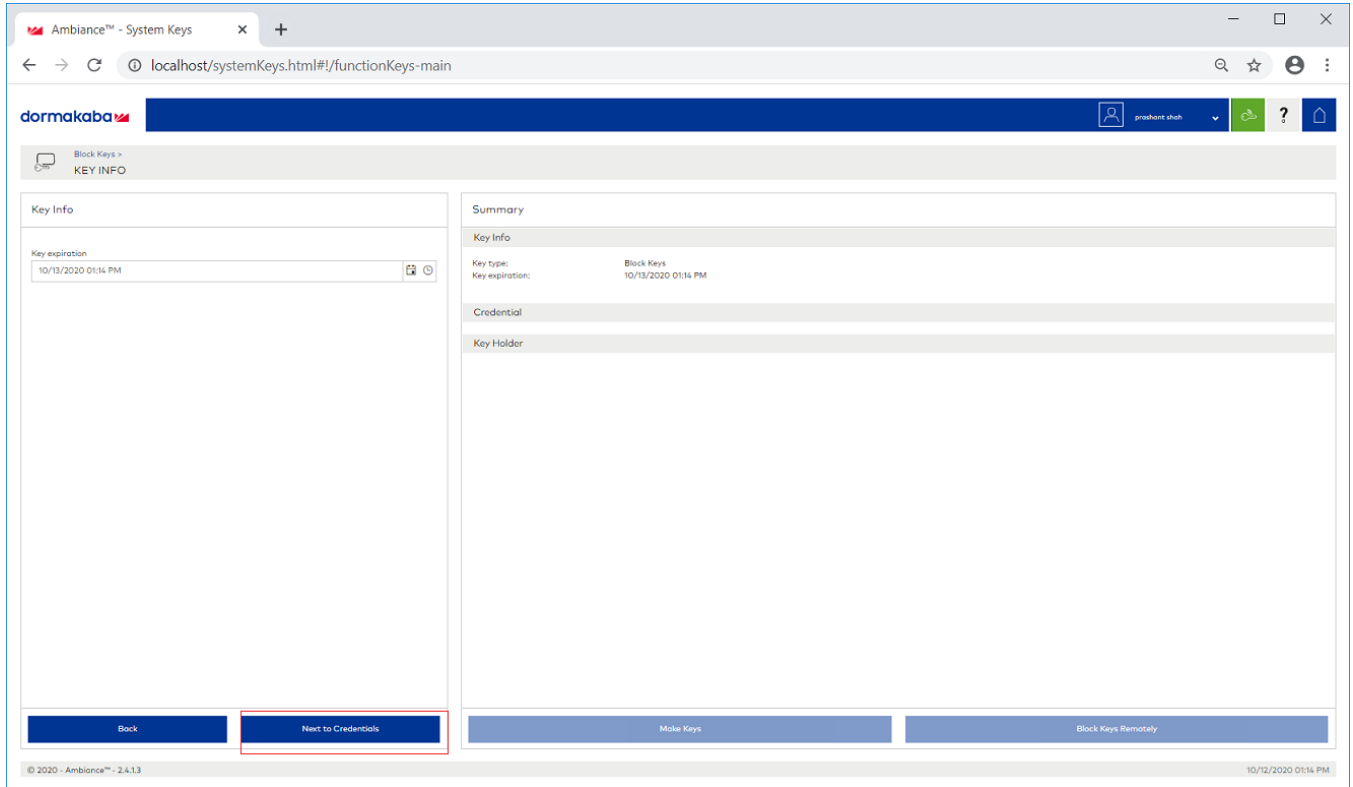 Ambiance™ - System Keys
localhost/systemKeys.html#!/functionKeys-main
dormakaba
prashant shah
?
Block Keys >
KEY INFO
Key Info
Key expiration
10/13/2020 01:14 PM
Back
Next to Credentials
Summary
Key Info
Key type: Block Keys
Key expiration: 10/13/2020 01:14 PM
Credential
Key Holder
Make Keys
Block Keys Remotely
© 2020 - Ambiance™ - 2.4.1.3
10/12/2020 01:14 PM